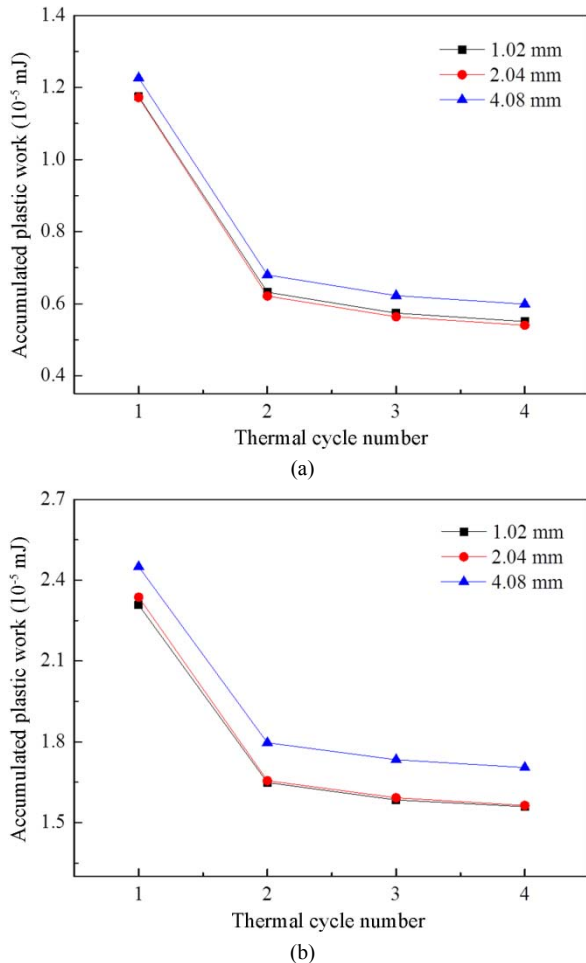 1.4
1.2
1.0
0.8
0.6
0.4
Accumulated plastic work (10⁻⁵ mJ)
1.02 mm
2.04 mm
4.08 mm
1 2 3 4
Thermal cycle number
(a)
2.7
2.4
2.1
1.8
1.5
Accumulated plastic work (10⁻⁵ mJ)
1.02 mm
2.04 mm
4.08 mm
1 2 3 4
Thermal cycle number
(b)